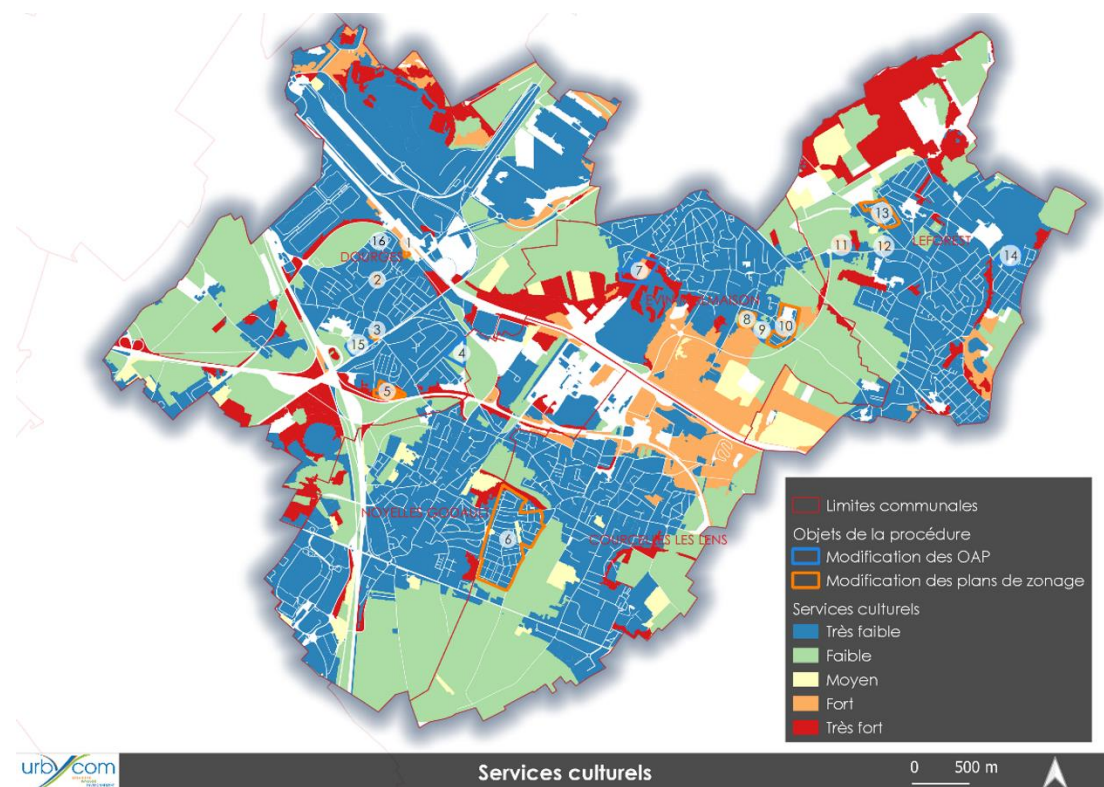 13
LEFOREST
16
1
11
12
DOURGES
14
7
2
EVIN MALMAISON
8
9
10
3
15
4
5
NOYELLES GODAULT
6
COURCELLES LES LENS
Limites communales
Objets de la procédure
Modification des OAP
Modification des plans de zonage
Services culturels
Très faible
Faible
Moyen
Fort
Très fort
urbycom
Services culturels
0 500 m